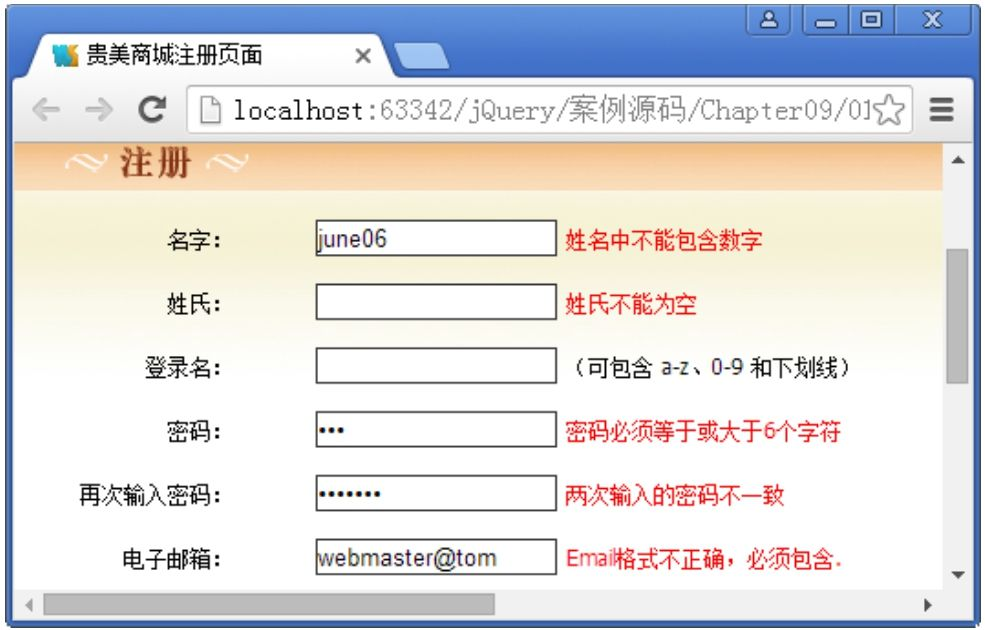 贵美商城注册页面
localhost:63342/jQuery/案例源码/Chapter09/01
注册
名字: june06 姓名中不能包含数字
姓氏: 姓氏不能为空
登录名: （可包含 a-z、0-9 和下划线）
密码: ••• 密码必须等于或大于6个字符
再次输入密码: ••••••• 两次输入的密码不一致
电子邮箱: webmaster@tom Email格式不正确，必须包含.